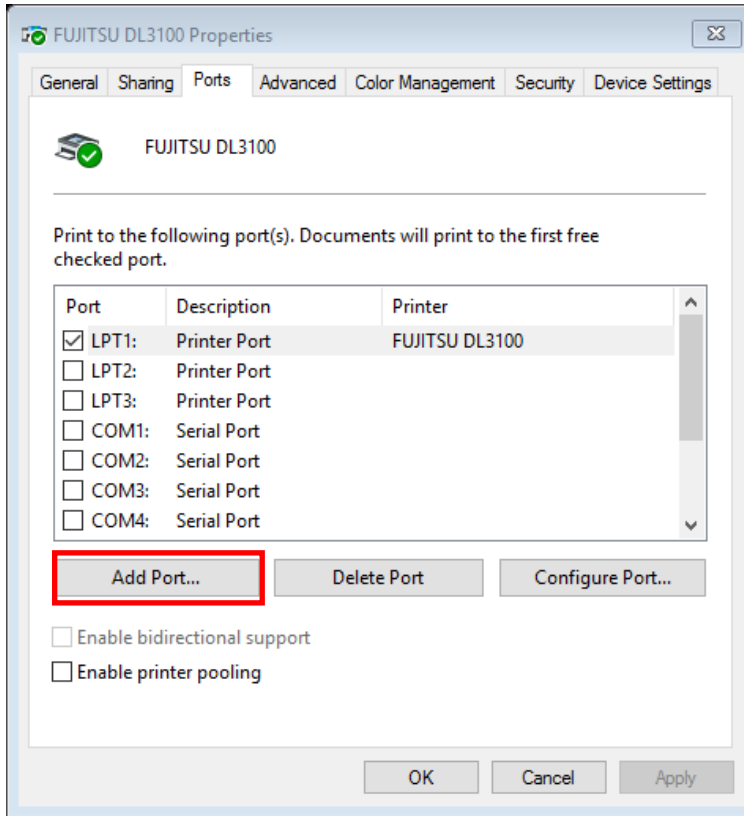 FUJITSU DL3100 Properties
General Sharing Ports Advanced Color Management Security Device Settings
FUJITSU DL3100
Print to the following port(s). Documents will print to the first free
checked port.
Port Description Printer
LPT1: Printer Port FUJITSU DL3100
LPT2: Printer Port
LPT3: Printer Port
COM1: Serial Port
COM2: Serial Port
COM3: Serial Port
COM4: Serial Port
Add Port... Delete Port Configure Port...
Enable bidirectional support
Enable printer pooling
OK Cancel Apply